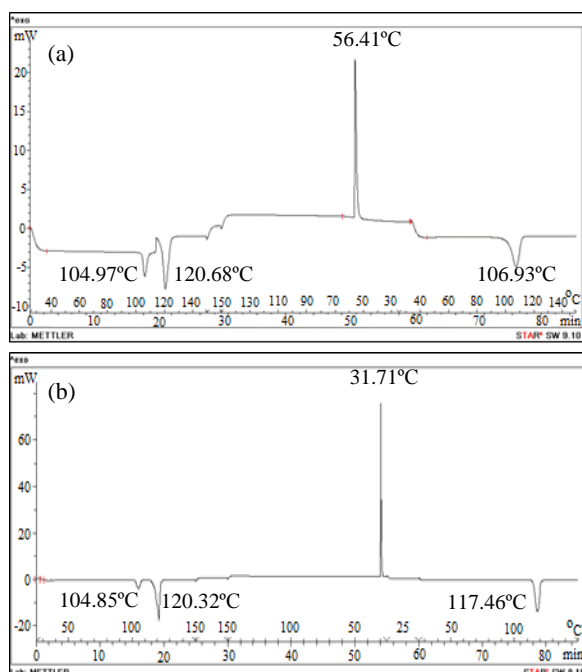 ^exo
mW
(a)
56.41ºC
20
15
10
5
0
-5
-10
104.97ºC
120.68ºC
106.93ºC
40 60 80 100 120 140 150 130 110 90 70 50 40 60 80 100 120 140 ºC
0 10 20 30 40 50 60 70 80 min
Lab: METTLER
STARe SW 9.10
^exo
mW
(b)
31.71ºC
60
40
20
0
-20
104.85ºC
120.32ºC
117.46ºC
50 100 150 150 100 50 25 50 100
0 10 20 30 40 50 60 70 80 min
Lab: METTLER